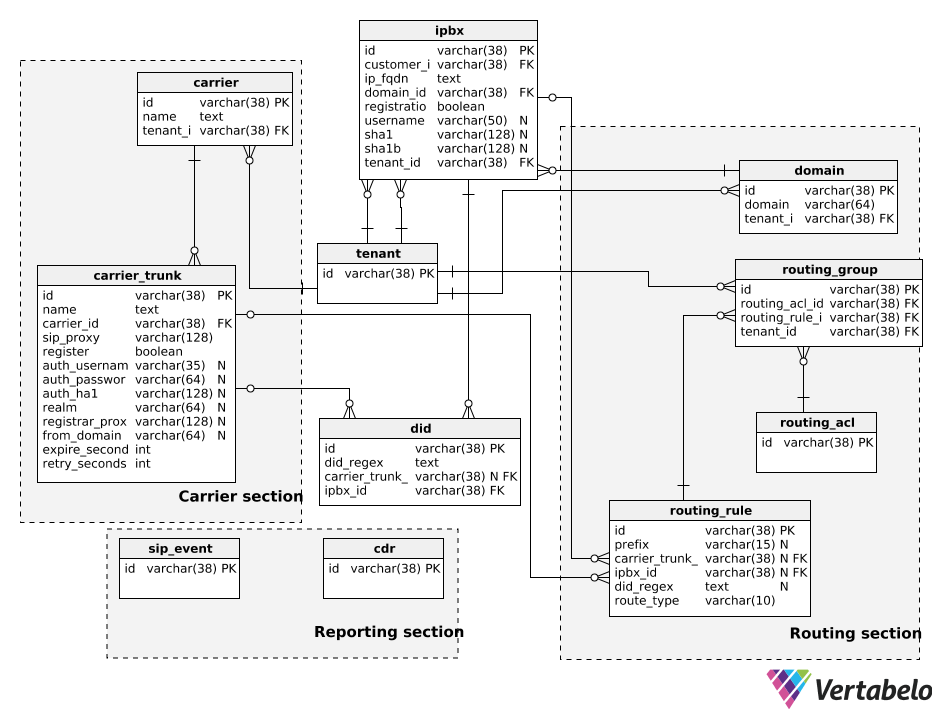 ipbx
id varchar(38) PK
customer_i varchar(38) FK
ip_fqdn text
domain_id varchar(38) FK
registratio boolean
username varchar(50) N
sha1 varchar(128) N
sha1b varchar(128) N
tenant_id varchar(38) FK
carrier
id varchar(38) PK
name text
tenant_i varchar(38) FK
domain
id varchar(38) PK
domain varchar(64)
tenant_i varchar(38) FK
tenant
id varchar(38) PK
carrier_trunk
id varchar(38) PK
name text
carrier_id varchar(38) FK
sip_proxy varchar(128)
register boolean
auth_usernam varchar(35) N
auth_passwor varchar(64) N
auth_ha1 varchar(128) N
realm varchar(64) N
registrar_prox varchar(128) N
from_domain varchar(64) N
expire_second int
retry_seconds int
Carrier section
routing_group
id varchar(38) PK
routing_acl_id varchar(38) FK
routing_rule_i varchar(38) FK
tenant_id varchar(38) FK
routing_acl
id varchar(38) PK
did
id varchar(38) PK
did_regex text
carrier_trunk_ varchar(38) N FK
ipbx_id varchar(38) FK
routing_rule
id varchar(38) PK
prefix varchar(15) N
carrier_trunk_ varchar(38) N FK
ipbx_id varchar(38) N FK
did_regex text N
route_type varchar(10)
Routing section
sip_event
id varchar(38) PK
cdr
id varchar(38) PK
Reporting section
Vertabelo